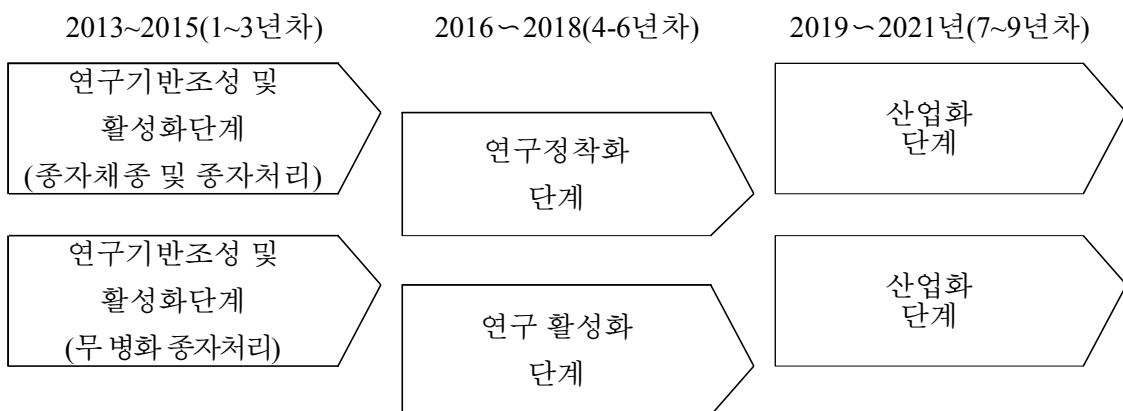 2013~2015(1~3년차)
2016∼2018(4-6년차)
2019∼2021년(7~9년차)
연구기반조성 및
활성화단계
(종자채종 및 종자처리)
연구정착화
단계
산업화
단계
연구기반조성 및
활성화단계
(무 병화 종자처리)
연구 활성화
단계
산업화
단계